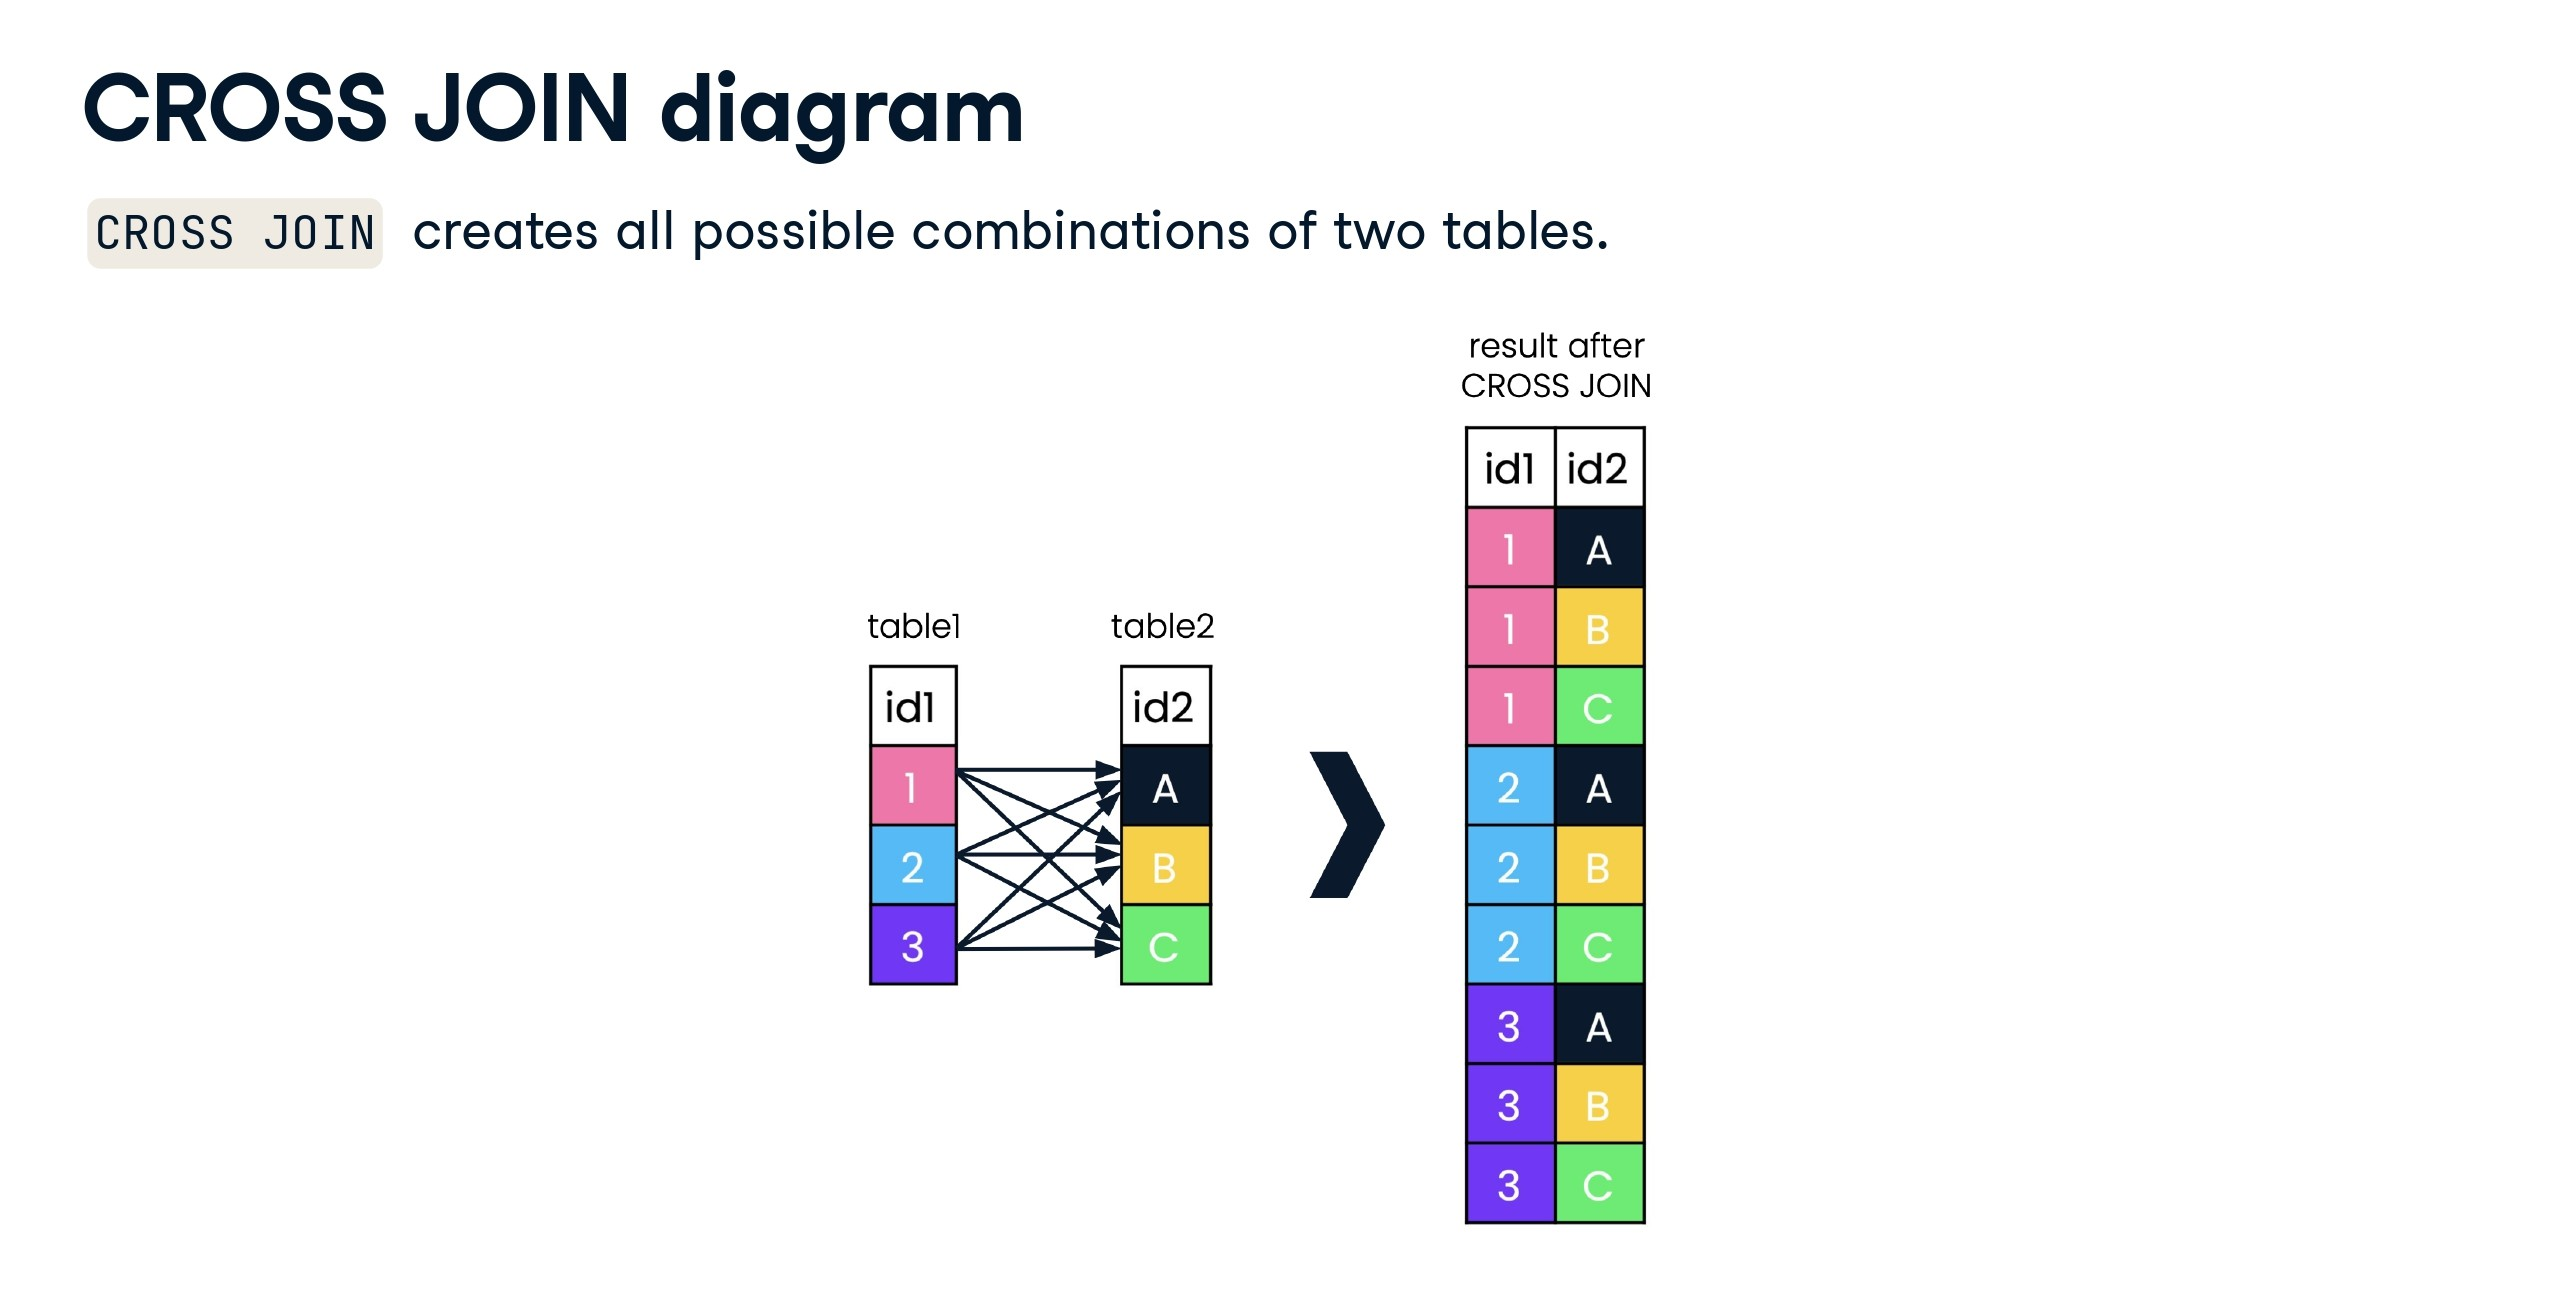 CROSS JOIN diagram
CROSS JOIN creates all possible combinations of two tables.
table1
id1
1
2
3
table2
id2
A
B
C
result after
CROSS JOIN
id1 id2
1 A
1 B
1 C
2 A
2 B
2 C
3 A
3 B
3 C